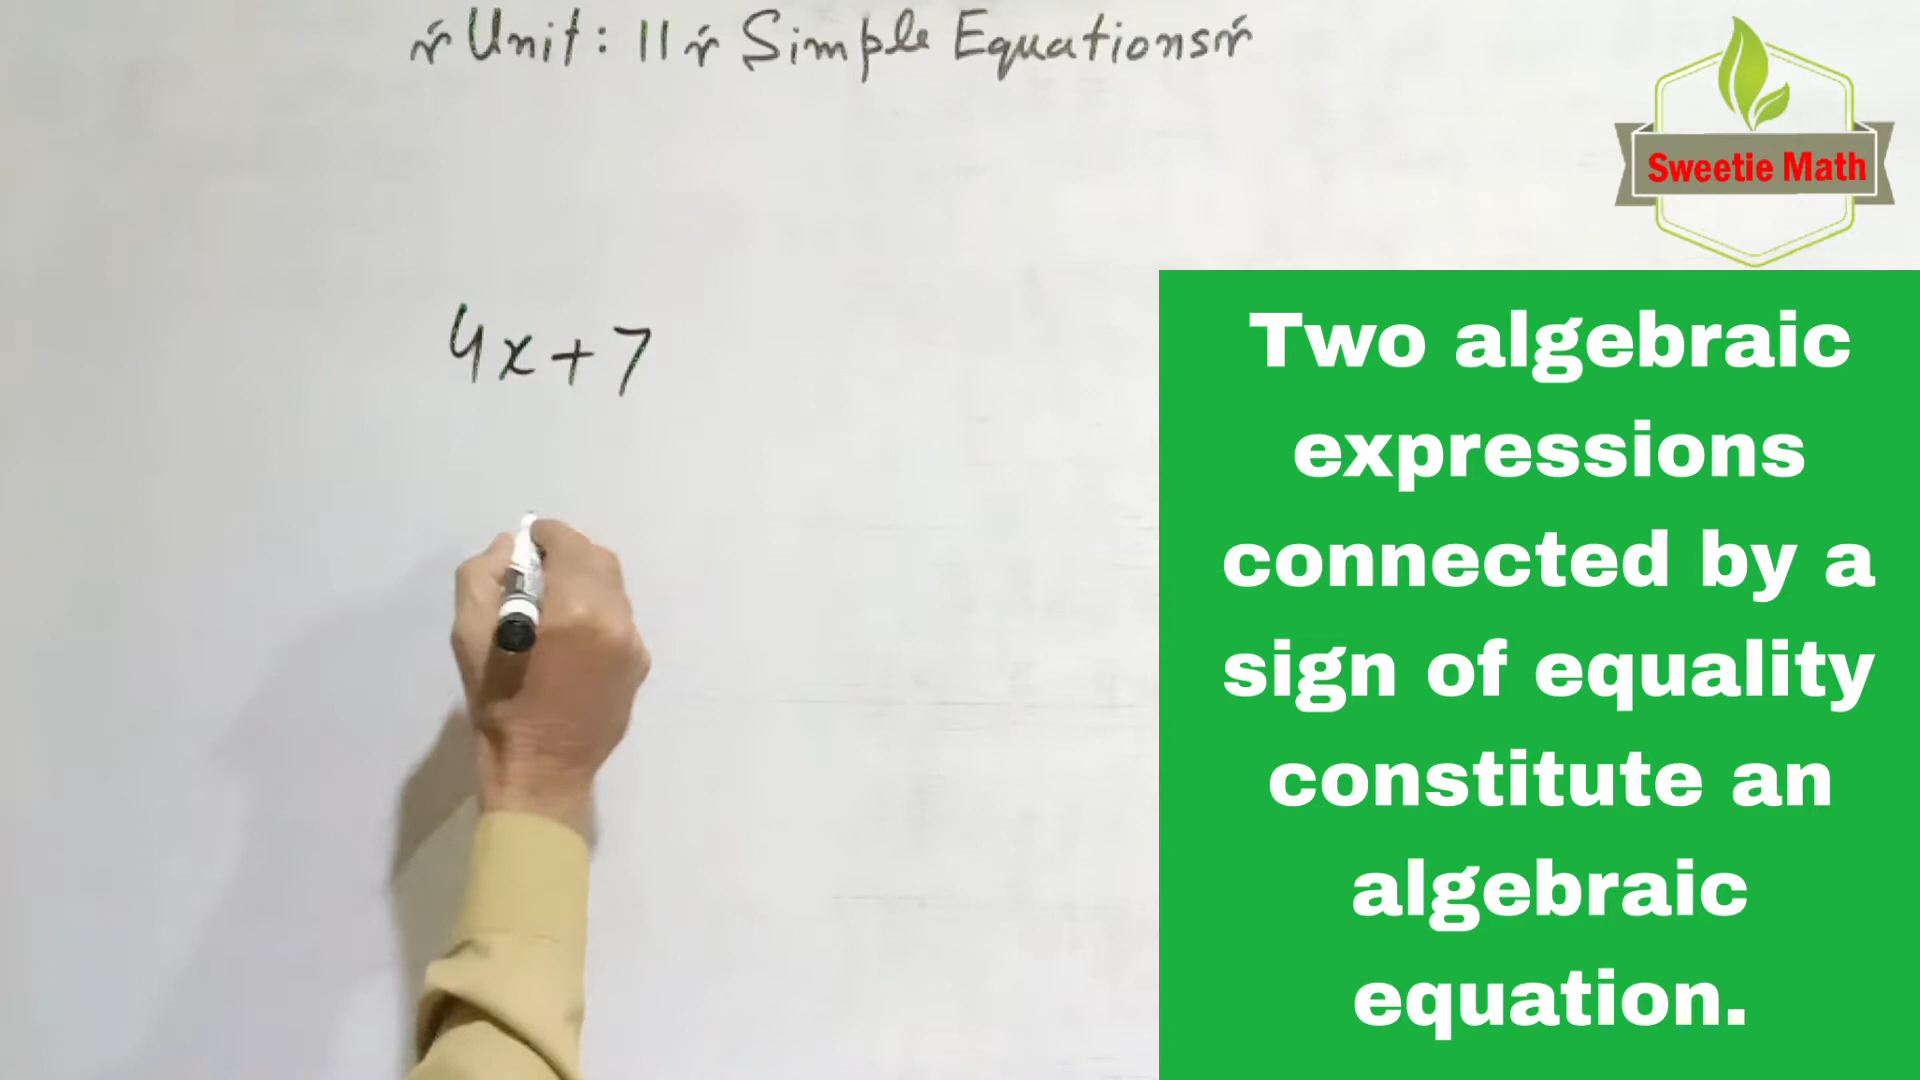 Unit: 11 Simple Equations
Sweetie Math
4x+7
Two algebraic
expressions
connected by a
sign of equality
constitute an
algebraic
equation.